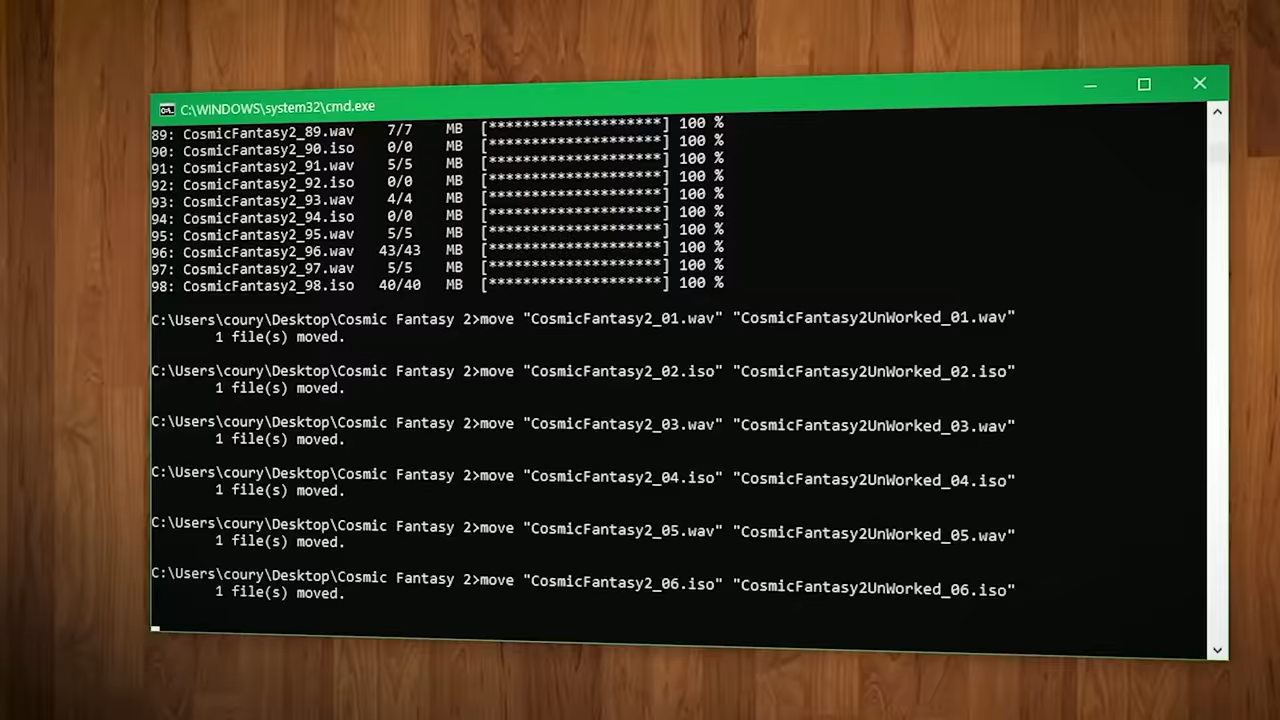 C:\WINDOWS\system32\cmd.exe
89: CosmicFantasy2_89.wav 7/7 MB [********************] 100 %
90: CosmicFantasy2_90.iso 0/0 MB [********************] 100 %
91: CosmicFantasy2_91.wav 5/5 MB [********************] 100 %
92: CosmicFantasy2_92.iso 0/0 MB [********************] 100 %
93: CosmicFantasy2_93.wav 4/4 MB [********************] 100 %
94: CosmicFantasy2_94.iso 0/0 MB [********************] 100 %
95: CosmicFantasy2_95.wav 5/5 MB [********************] 100 %
96: CosmicFantasy2_96.wav 43/43 MB [********************] 100 %
97: CosmicFantasy2_97.wav 5/5 MB [********************] 100 %
98: CosmicFantasy2_98.iso 40/40 MB [********************] 100 %
C:\Users\coury\Desktop\Cosmic Fantasy 2>move "CosmicFantasy2_01.wav" "CosmicFantasy2UnWorked_01.wav"
1 file(s) moved.
C:\Users\coury\Desktop\Cosmic Fantasy 2>move "CosmicFantasy2_02.iso" "CosmicFantasy2UnWorked_02.iso"
1 file(s) moved.
C:\Users\coury\Desktop\Cosmic Fantasy 2>move "CosmicFantasy2_03.wav" "CosmicFantasy2UnWorked_03.wav"
1 file(s) moved.
C:\Users\coury\Desktop\Cosmic Fantasy 2>move "CosmicFantasy2_04.iso" "CosmicFantasy2UnWorked_04.iso"
1 file(s) moved.
C:\Users\coury\Desktop\Cosmic Fantasy 2>move "CosmicFantasy2_05.wav" "CosmicFantasy2UnWorked_05.wav"
1 file(s) moved.
C:\Users\coury\Desktop\Cosmic Fantasy 2>move "CosmicFantasy2_06.iso" "CosmicFantasy2UnWorked_06.iso"
1 file(s) moved.